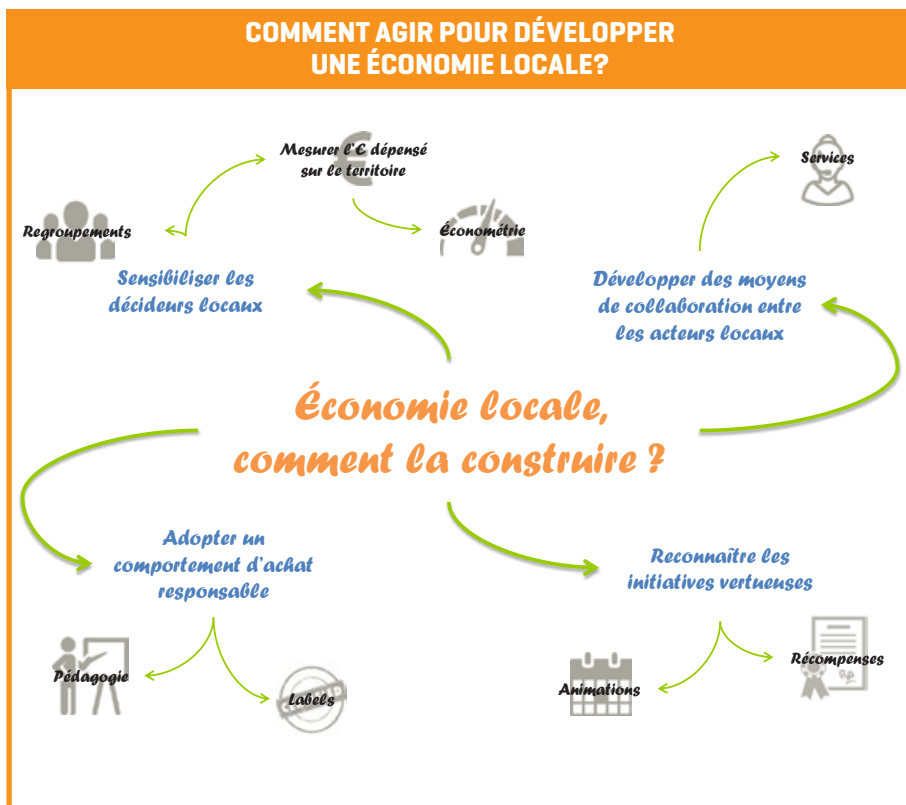 COMMENT AGIR POUR DÉVELOPPER
UNE ÉCONOMIE LOCALE?
Mesurer l'€ dépensé
sur le territoire
Services
Regroupements
Économétrie
Sensibiliser les
décideurs locaux
Développer des moyens
de collaboration entre
les acteurs locaux
Économie locale,
comment la construire ?
Adopter un
comportement d'achat
responsable
Reconnaître les
initiatives vertueuses
Pédagogie
Labels
Animations
Récompenses